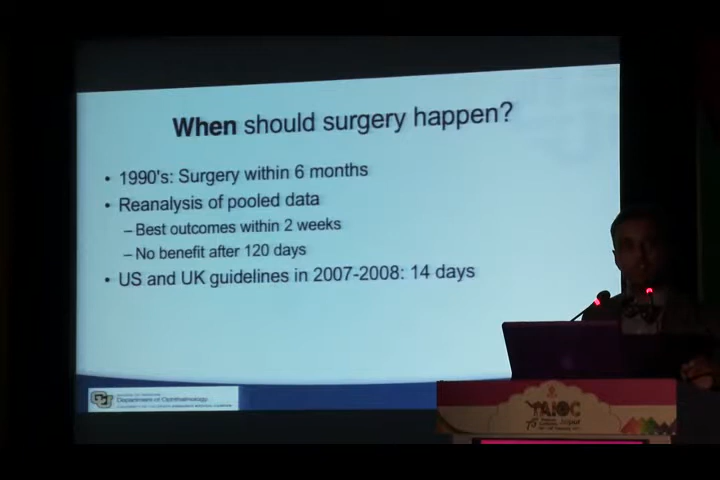 When should surgery happen?
• 1990's: Surgery within 6 months
• Reanalysis of pooled data
– Best outcomes within 2 weeks
– No benefit after 120 days
• US and UK guidelines in 2007-2008: 14 days
Department of Ophthalmology
Jaipur